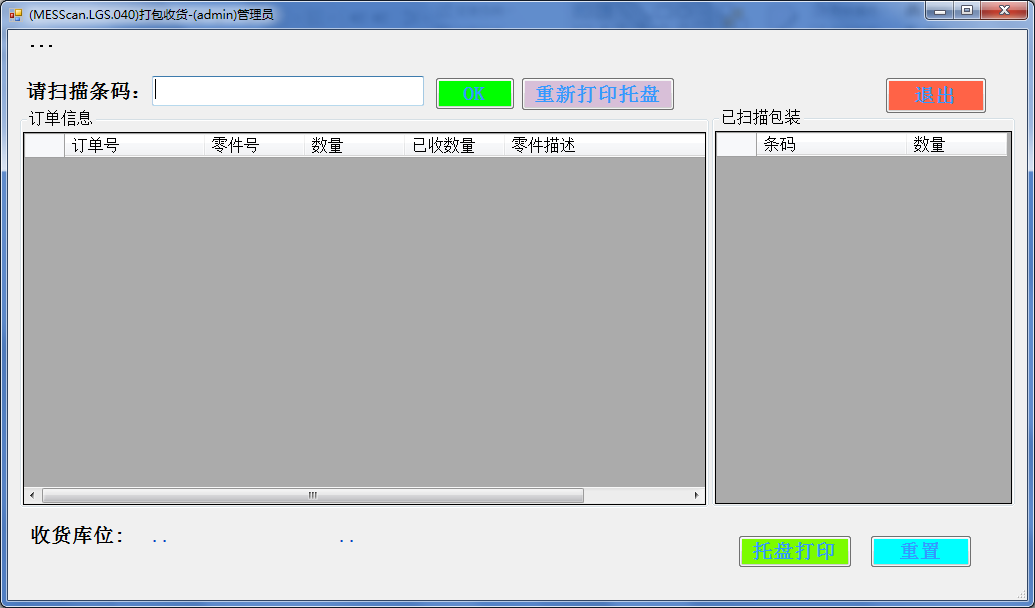 (MESScan.LGS.040)打包收货-(admin)管理员
...
请扫描条码： OK 重新打印托盘 退出
订单信息 已扫描包装
订单号 零件号 数量 已收数量 零件描述 条码 数量
收货库位： .. ..
托盘打印 重置